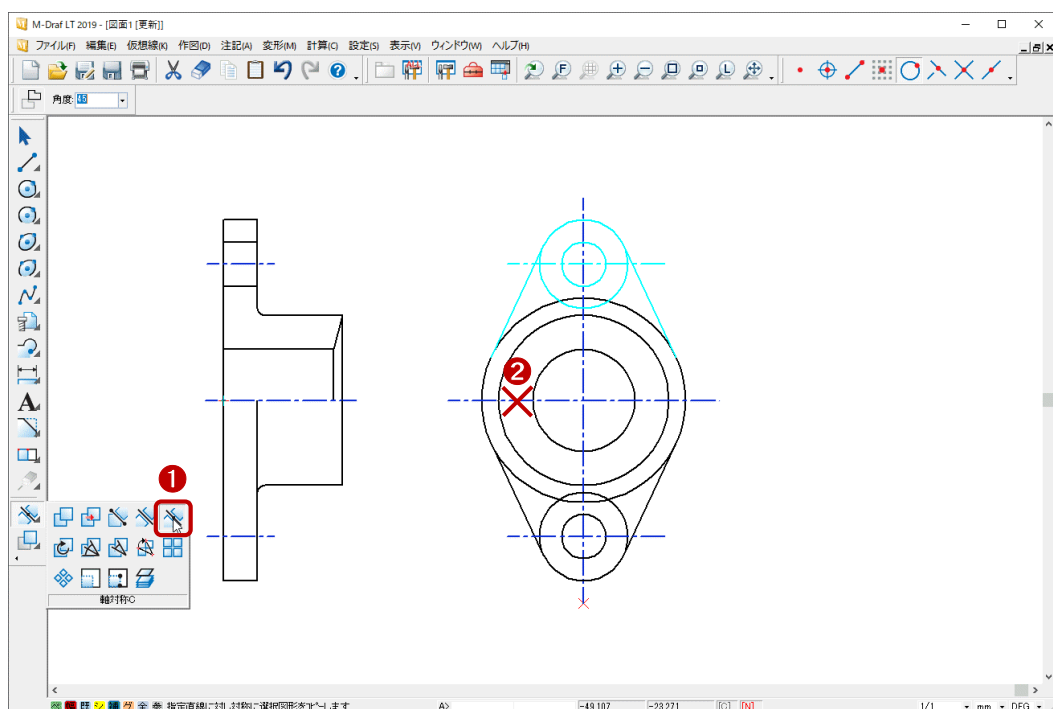 M-Draf LT 2019 - [図面1 [更新]]
ファイル(F) 編集(E) 仮想線(K) 作図(D) 注記(A) 変形(M) 計算(C) 設定(S) 表示(V) ウィンドウ(W) ヘルプ(H)
角度: 45
2
1
軸対称C
指定直線に対し,対称に選択図形をコピーします A> -49.107 -23.271 [C] [N] 1/1 mm DEG